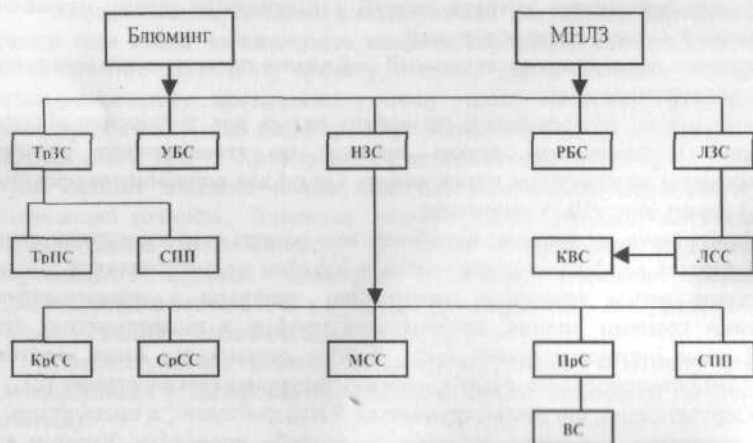 Блюминг МНЛЗ
ТрЗС УБС НЗС РБС ЛЗС
ТрПС СПП КВС ЛСС
КрСС СрСС МСС ПрС СПП
ВС